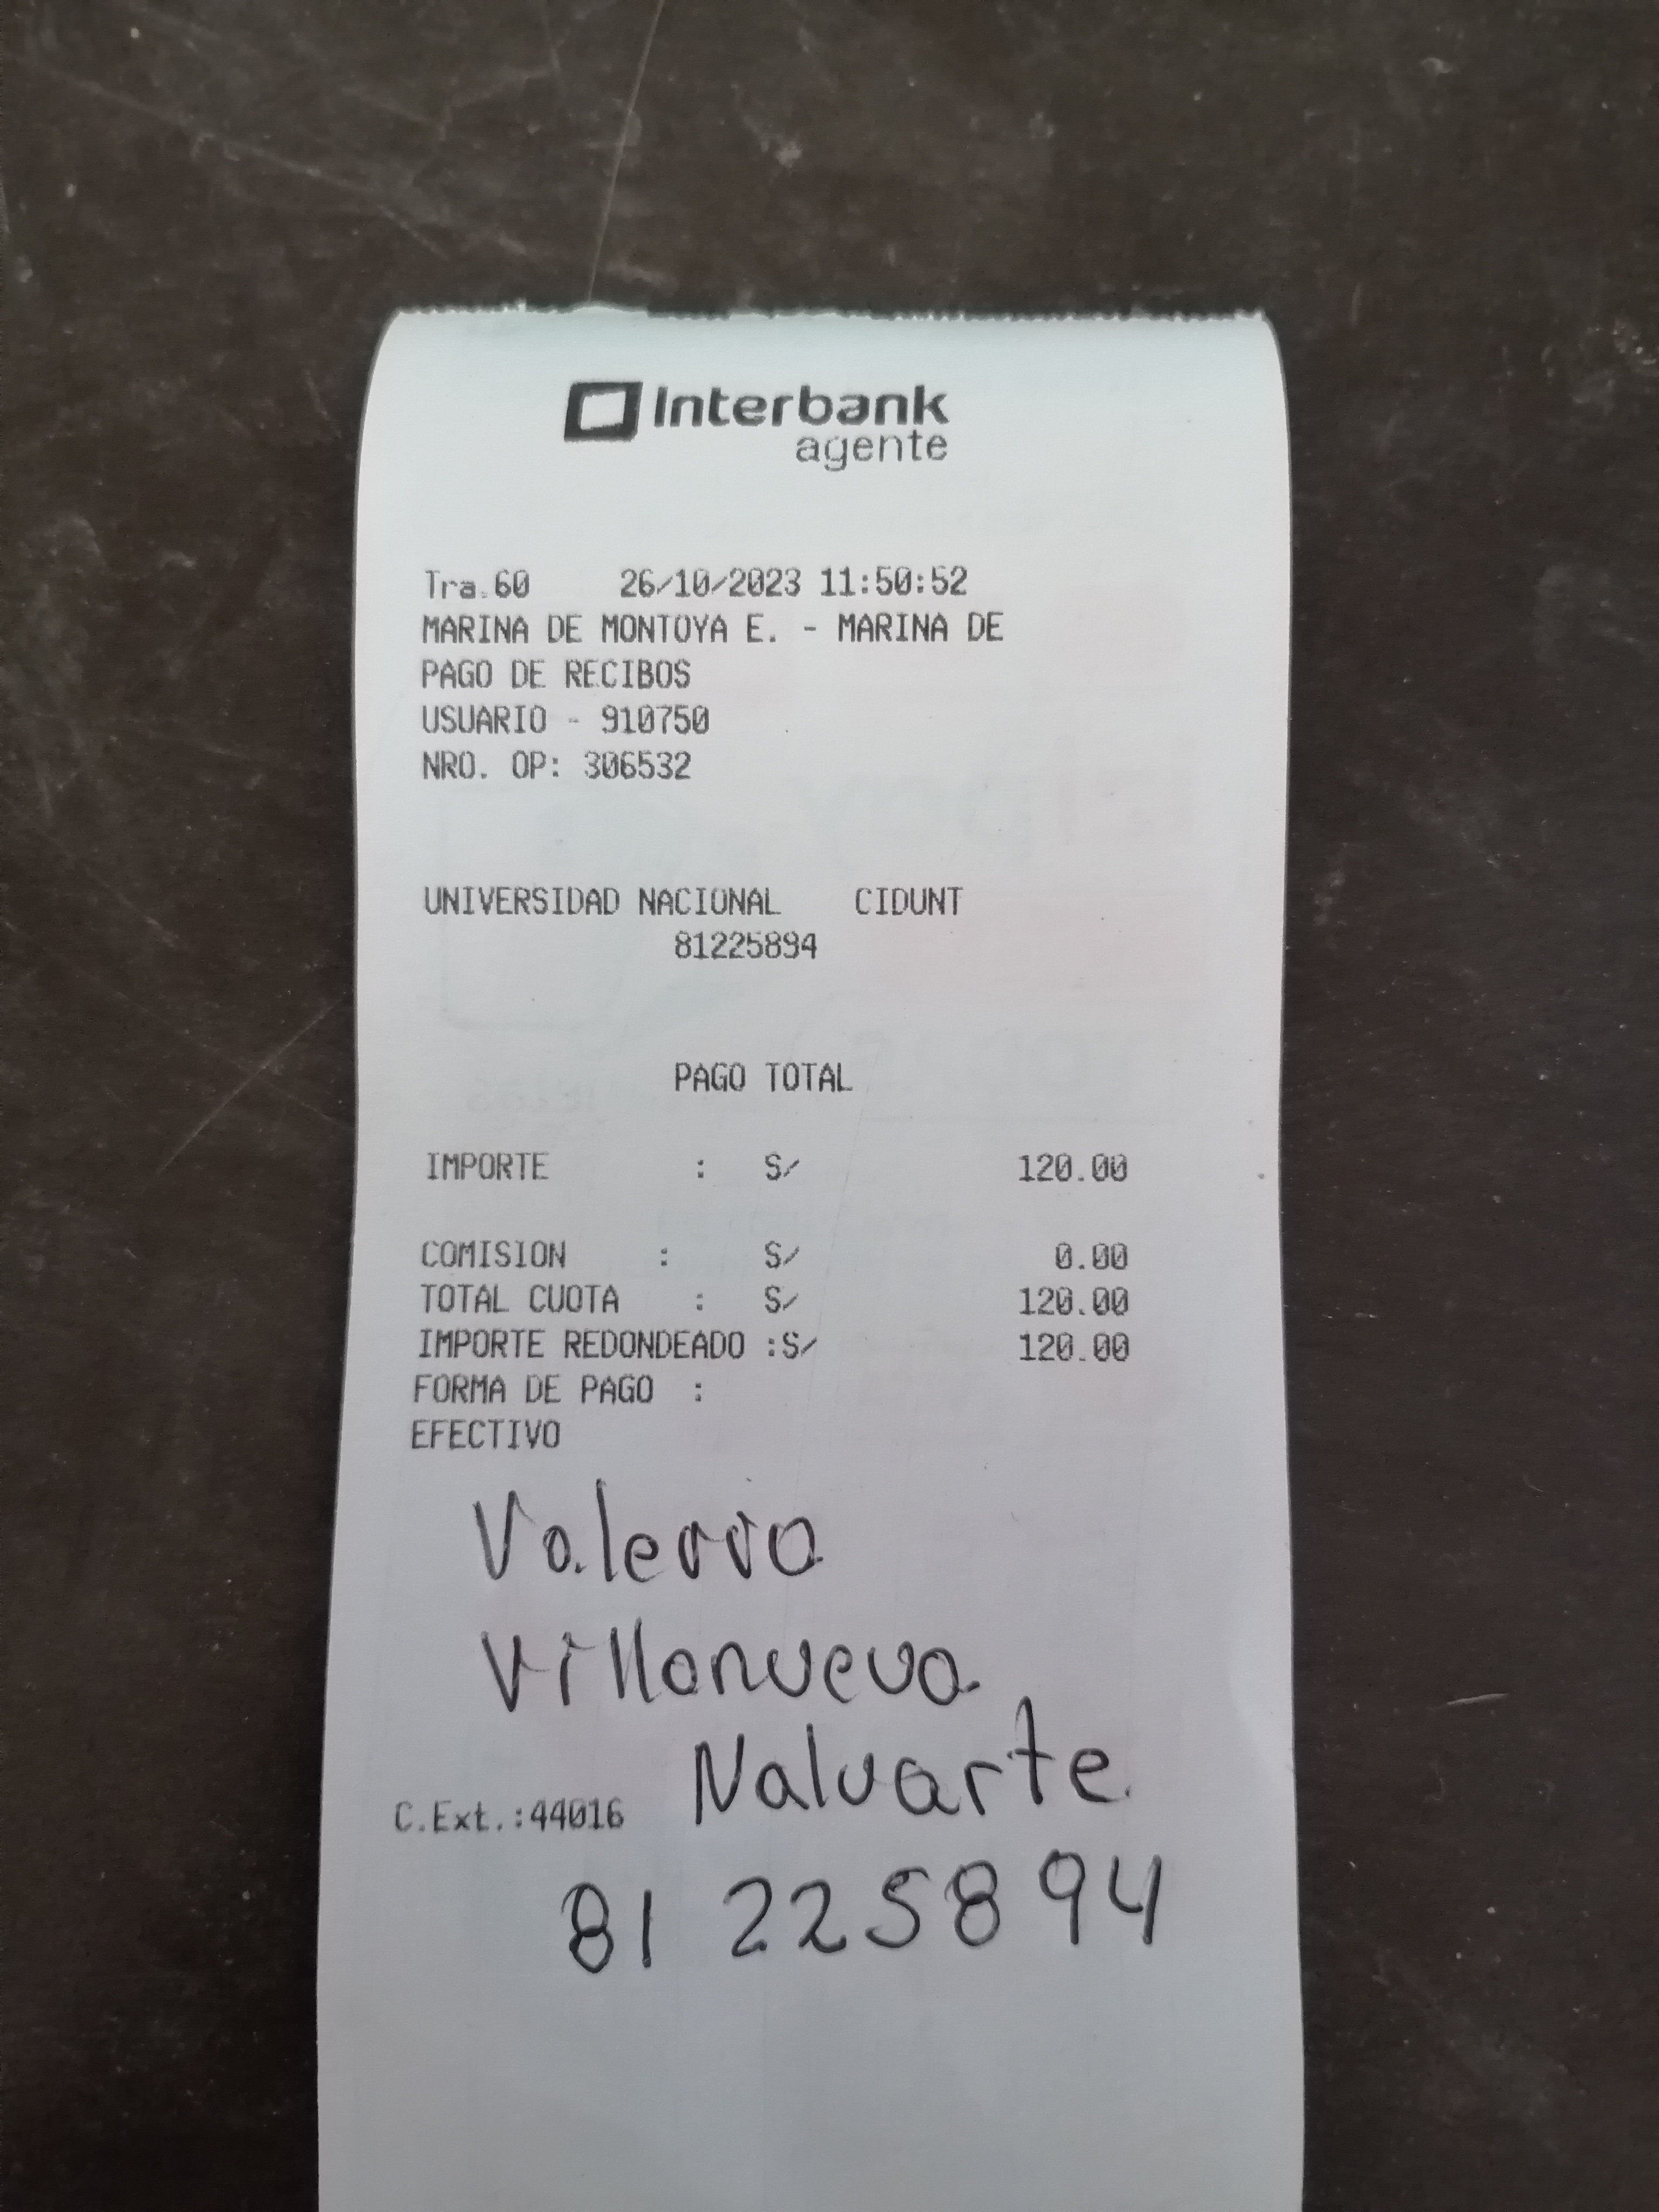 Interbank
agente
Tra.60 26/10/2023 11:50:52
MARINA DE MONTOYA E. - MARINA DE
PAGO DE RECIBOS
USUARIO - 910750
NRO. OP: 306532
UNIVERSIDAD NACIONAL CIDUNT
81225894
PAGO TOTAL
IMPORTE : S/ 120.00
COMISION : S/ 0.00
TOTAL CUOTA : S/ 120.00
IMPORTE REDONDEADO :S/ 120.00
FORMA DE PAGO :
EFECTIVO
Valeria
Villanueva
Nalvarte
C.Ext.:44016
81 225894